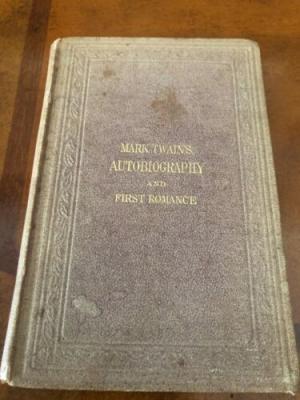 MARK TWAIN'S
AUTOBIOGRAPHY
AND
FIRST ROMANCE